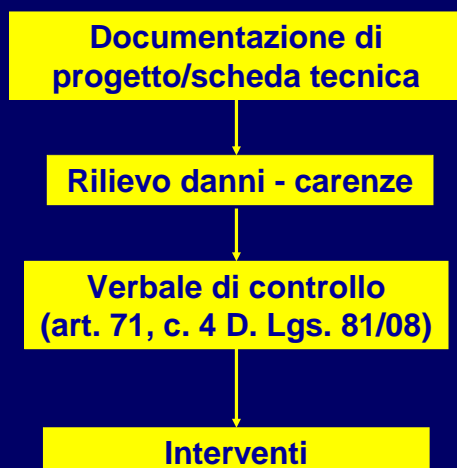 Documentazione di
progetto/scheda tecnica
Rilievo danni - carenze
Verbale di controllo
(art. 71, c. 4 D. Lgs. 81/08)
Interventi